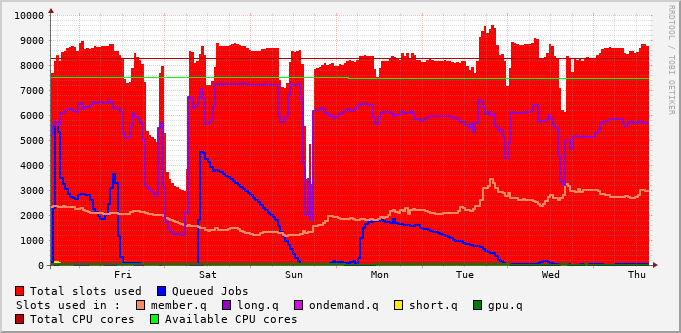 10000
9000
8000
7000
6000
5000
4000
3000
2000
1000
0
Fri Sat Sun Mon Tue Wed Thu
RRDTOOL / TOBI OETIKER
Total slots used Queued Jobs
Slots used in : member.q long.q ondemand.q short.q gpu.q
Total CPU cores Available CPU cores